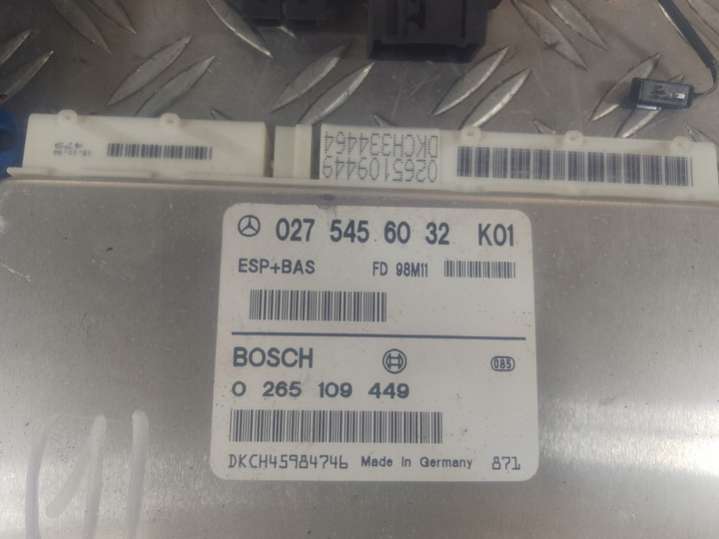 0265109449
DKCH334464
027 545 60 32 K01
ESP+BAS FD 98M11
BOSCH 085
0 265 109 449
DKCH45984746 Made in Germany 871